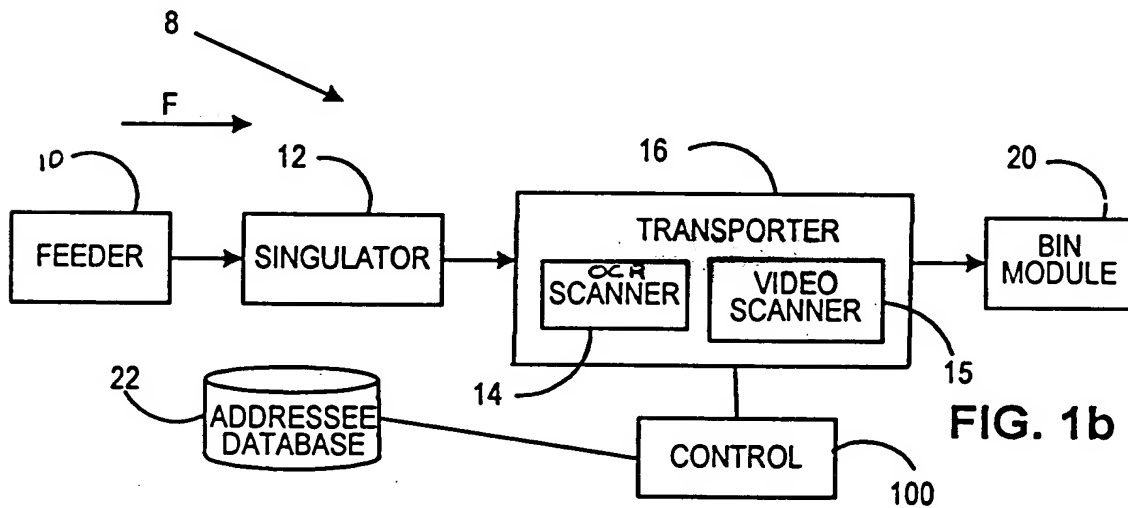 8
F
10
12
16
20
FEEDER
SINGULATOR
TRANSPORTER
OCR
SCANNER
VIDEO
SCANNER
BIN
MODULE
22
ADDRESSEE
DATABASE
14
15
CONTROL
100
FIG. 1b